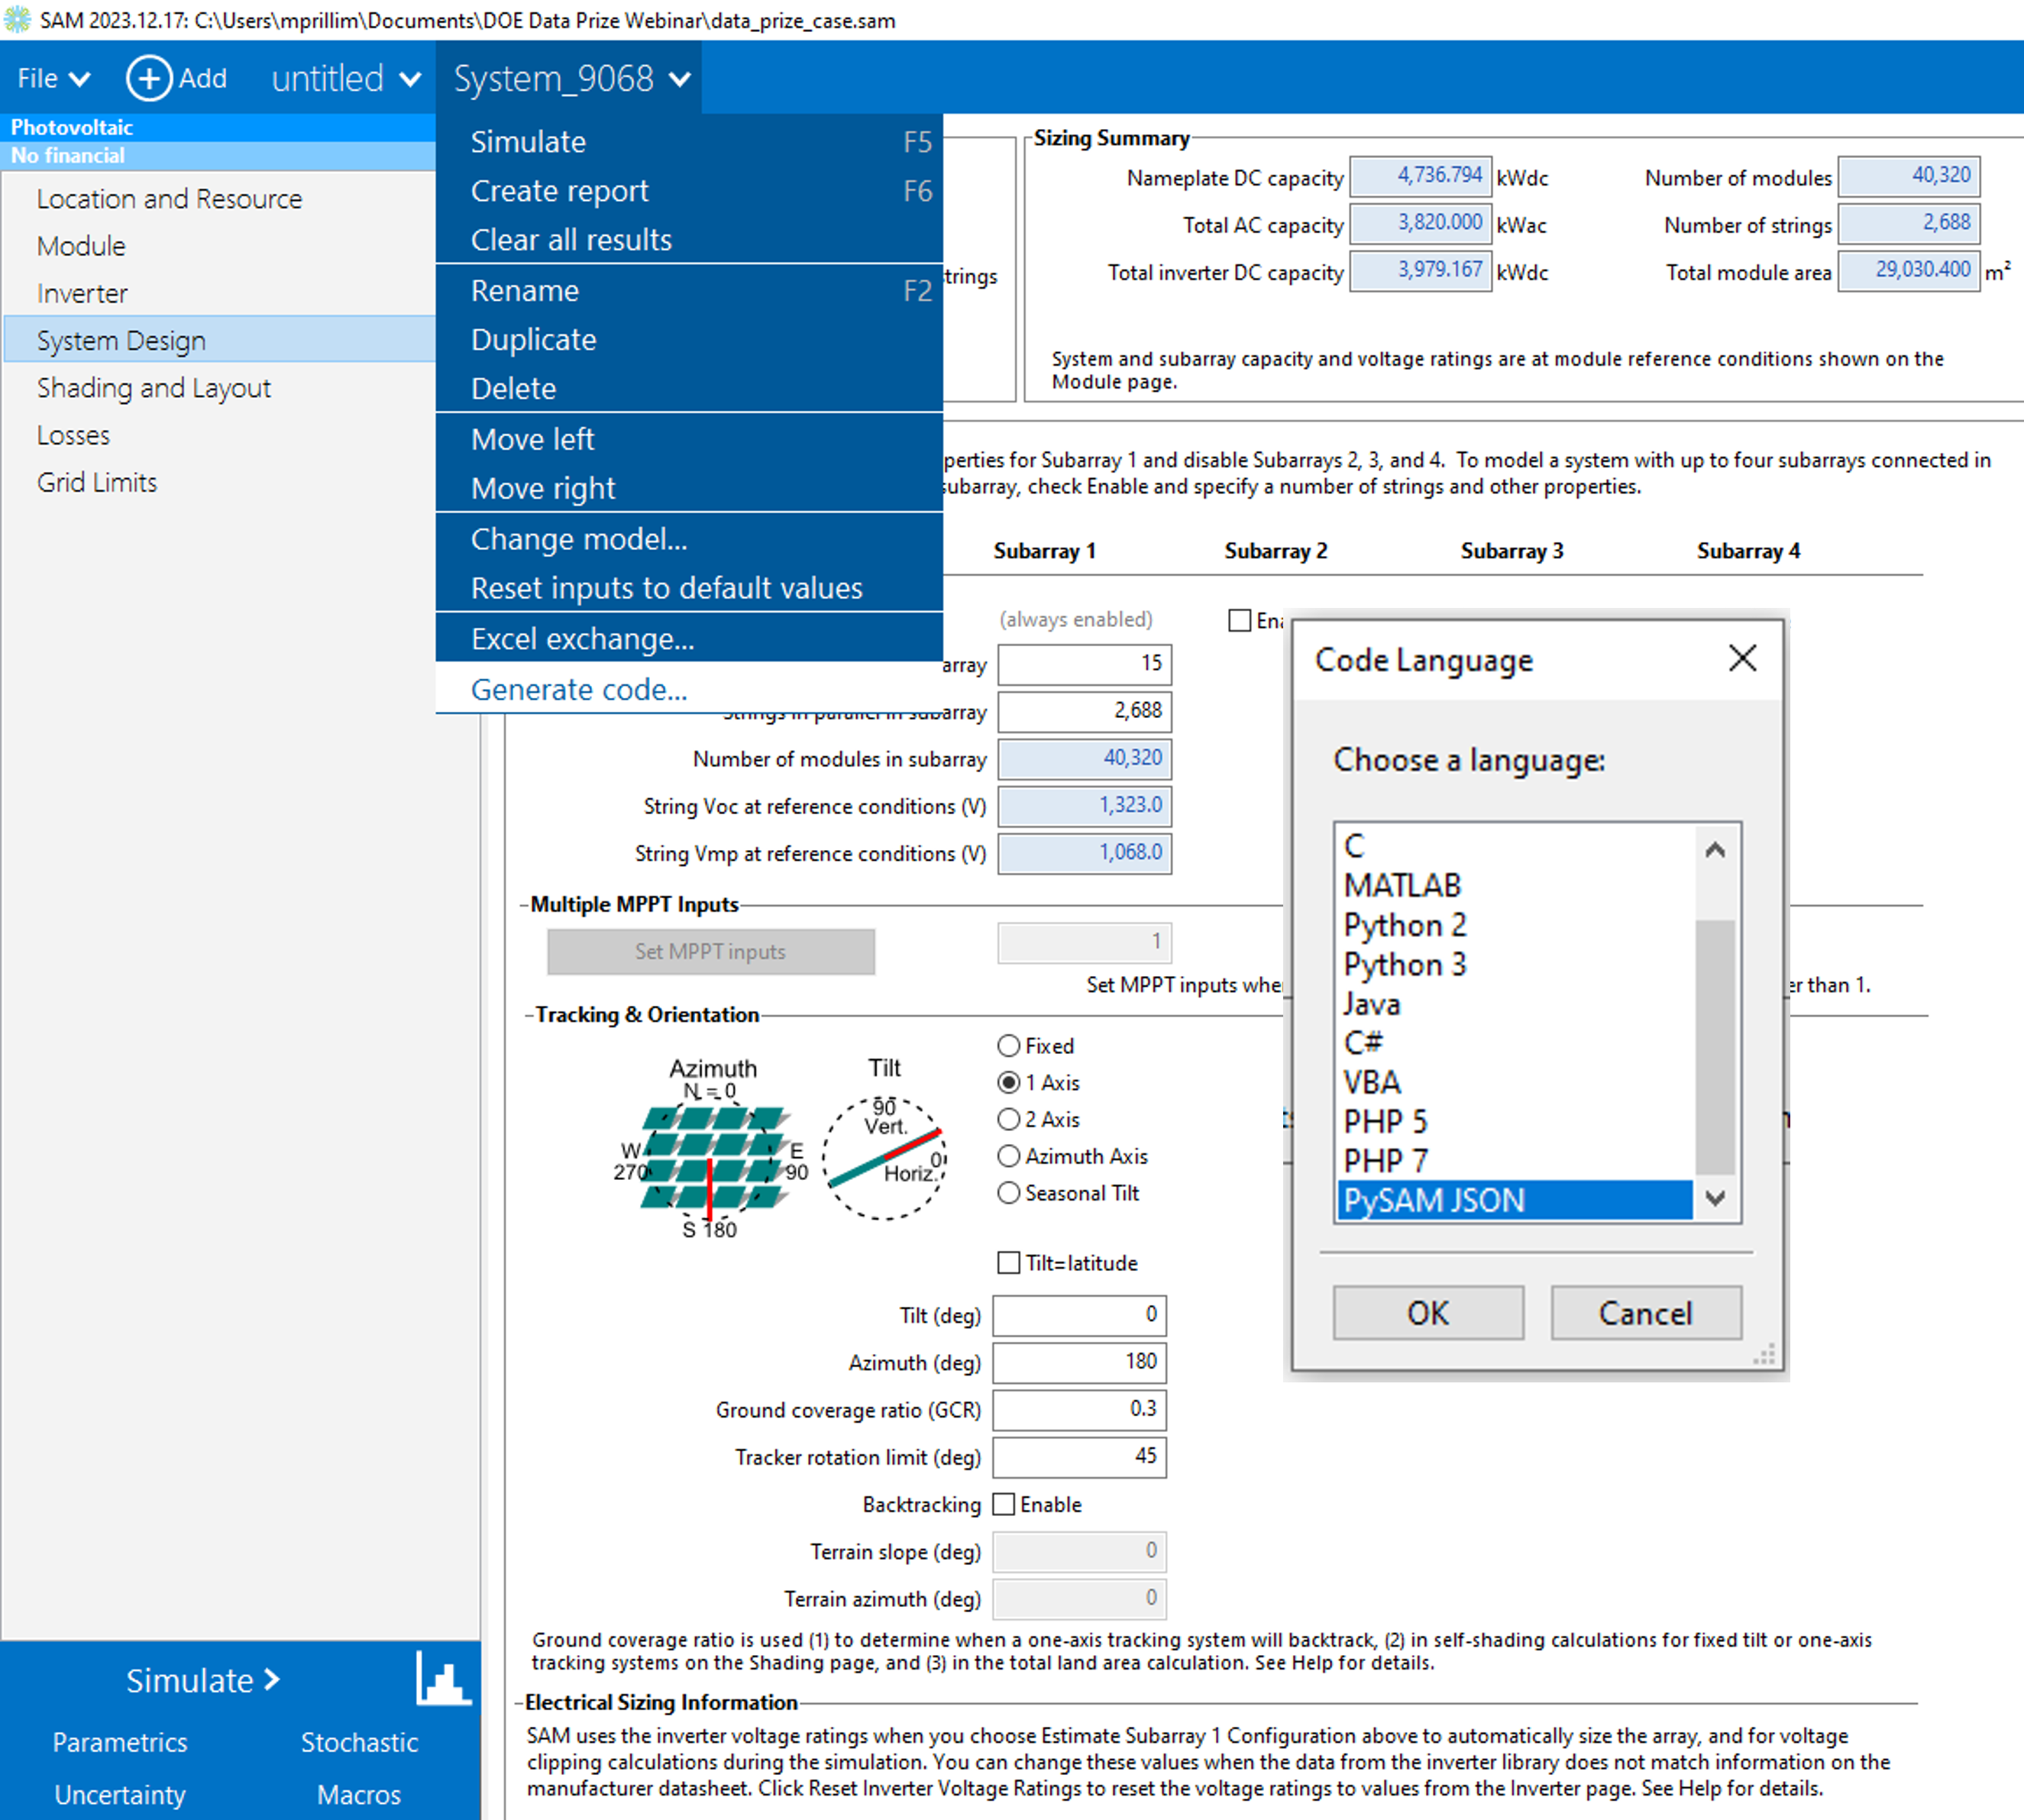 SAM 2023.12.17: C:\Users\mprillim\Documents\DOE Data Prize Webinar\data_prize_case.sam
File
Add
untitled
System_9068
Photovoltaic
No financial
Location and Resource
Module
Inverter
System Design
Shading and Layout
Losses
Grid Limits
Simulate F5
Create report F6
Clear all results
Rename F2
Duplicate
Delete
Move left
Move right
Change model...
Reset inputs to default values
Excel exchange...
Generate code...
trings
Sizing Summary
Nameplate DC capacity 4,736.794 kWdc Number of modules 40,320
Total AC capacity 3,820.000 kWac Number of strings 2,688
Total inverter DC capacity 3,979.167 kWdc Total module area 29,030.400 m²
System and subarray capacity and voltage ratings are at module reference conditions shown on the
Module page.
perties for Subarray 1 and disable Subarrays 2, 3, and 4. To model a system with up to four subarrays connected in
subarray, check Enable and specify a number of strings and other properties.
Subarray 1 Subarray 2 Subarray 3 Subarray 4
(always enabled) Ena
array 15
Strings in parallel in subarray 2,688
Number of modules in subarray 40,320
String Voc at reference conditions (V) 1,323.0
String Vmp at reference conditions (V) 1,068.0
Multiple MPPT Inputs
Set MPPT inputs 1
Set MPPT inputs whe er than 1.
Tracking & Orientation
Azimuth
N = 0
W
270
E
90
S 180
Tilt
90
Vert.
0
Horiz.
Fixed
1 Axis
2 Axis
Azimuth Axis
Seasonal Tilt
Tilt=latitude
Tilt (deg) 0
Azimuth (deg) 180
Ground coverage ratio (GCR) 0.3
Tracker rotation limit (deg) 45
Backtracking Enable
Terrain slope (deg) 0
Terrain azimuth (deg) 0
Ground coverage ratio is used (1) to determine when a one-axis tracking system will backtrack, (2) in self-shading calculations for fixed tilt or one-axis
tracking systems on the Shading page, and (3) in the total land area calculation. See Help for details.
Electrical Sizing Information
SAM uses the inverter voltage ratings when you choose Estimate Subarray 1 Configuration above to automatically size the array, and for voltage
clipping calculations during the simulation. You can change these values when the data from the inverter library does not match information on the
manufacturer datasheet. Click Reset Inverter Voltage Ratings to reset the voltage ratings to values from the Inverter page. See Help for details.
Code Language
Choose a language:
C
MATLAB
Python 2
Python 3
Java
C#
VBA
PHP 5
PHP 7
PySAM JSON
OK Cancel
Simulate >
Parametrics Stochastic
Uncertainty Macros